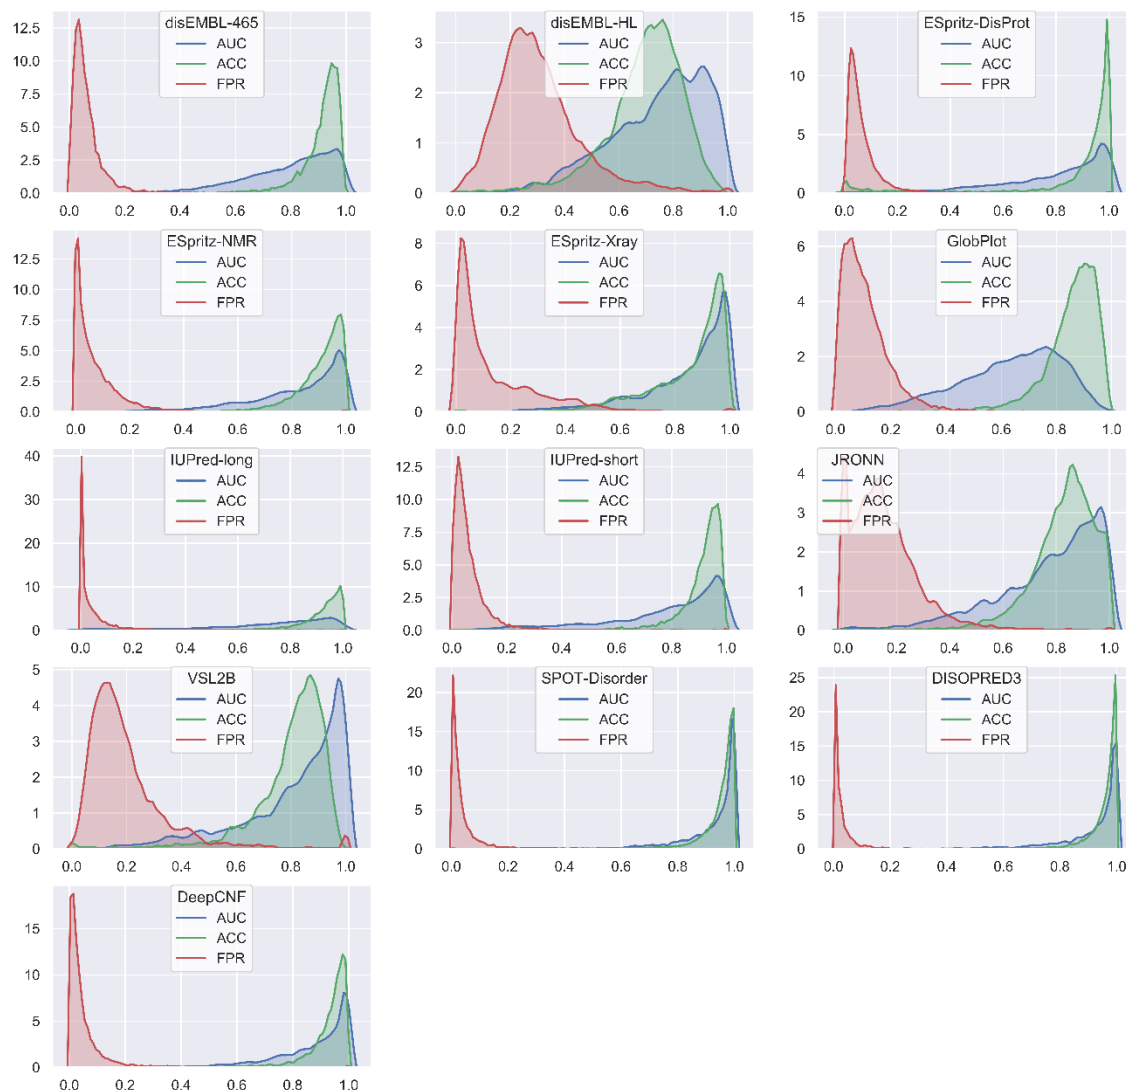 disEMBL-465
AUC
ACC
FPR
12.5
10.0
7.5
5.0
2.5
0.0
0.0 0.2 0.4 0.6 0.8 1.0
disEMBL-HL
AUC
ACC
FPR
3
2
1
0
0.0 0.2 0.4 0.6 0.8 1.0
ESpritz-DisProt
AUC
ACC
FPR
15
10
5
0
0.0 0.2 0.4 0.6 0.8 1.0
ESpritz-NMR
AUC
ACC
FPR
12.5
10.0
7.5
5.0
2.5
0.0
0.0 0.2 0.4 0.6 0.8 1.0
ESpritz-Xray
AUC
ACC
FPR
8
6
4
2
0
0.0 0.2 0.4 0.6 0.8 1.0
GlobPlot
AUC
ACC
FPR
6
4
2
0
0.0 0.2 0.4 0.6 0.8 1.0
IUPred-long
AUC
ACC
FPR
40
30
20
10
0
0.0 0.2 0.4 0.6 0.8 1.0
IUPred-short
AUC
ACC
FPR
12.5
10.0
7.5
5.0
2.5
0.0
0.0 0.2 0.4 0.6 0.8 1.0
JRONN
AUC
ACC
FPR
4
3
2
1
0
0.0 0.2 0.4 0.6 0.8 1.0
VSL2B
AUC
ACC
FPR
5
4
3
2
1
0
0.0 0.2 0.4 0.6 0.8 1.0
SPOT-Disorder
AUC
ACC
FPR
20
15
10
5
0
0.0 0.2 0.4 0.6 0.8 1.0
DISOPRED3
AUC
ACC
FPR
25
20
15
10
5
0
0.0 0.2 0.4 0.6 0.8 1.0
DeepCNF
AUC
ACC
FPR
15
10
5
0
0.0 0.2 0.4 0.6 0.8 1.0